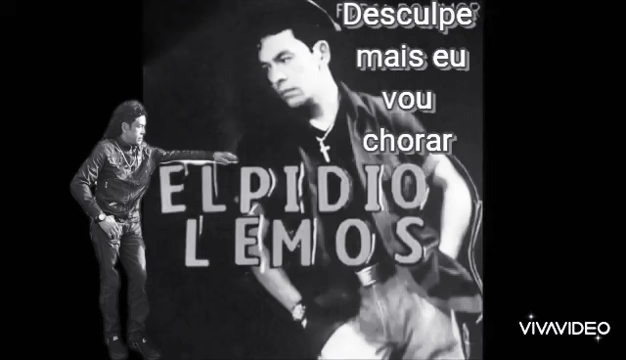 Desculpe
mais eu
vou
chorar
ELPIDIO
LEMOS
VIVAVIDEO